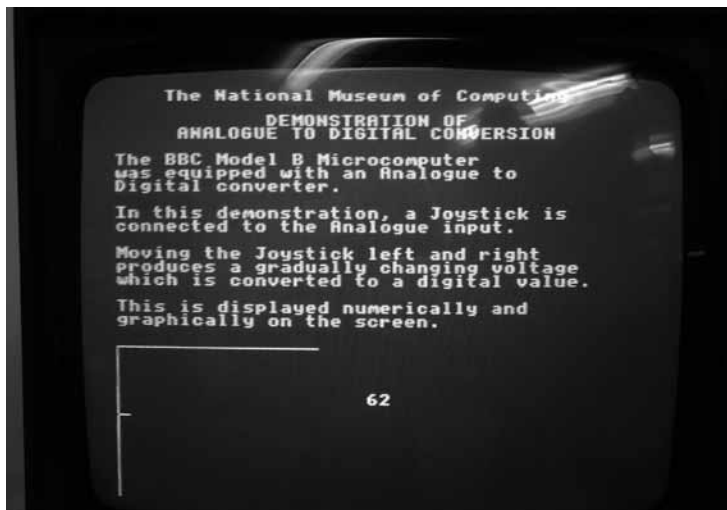 The National Museum of Computing
DEMONSTRATION OF
ANALOGUE TO DIGITAL CONVERSION
The BBC Model B Microcomputer
was equipped with an Analogue to
Digital converter.
In this demonstration, a Joystick is
connected to the Analogue input.
Moving the Joystick left and right
produces a gradually changing voltage
which is converted to a digital value.
This is displayed numerically and
graphically on the screen.
62